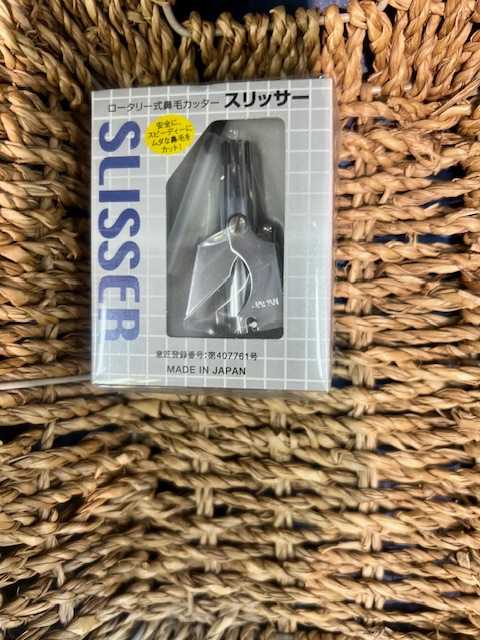 ロータリー式鼻毛カッター スリッサー
安全に、
スピーディーに
ムダな鼻毛を
カット!
SLISSER
JAPAN
意匠登録番号:第407761号
MADE IN JAPAN